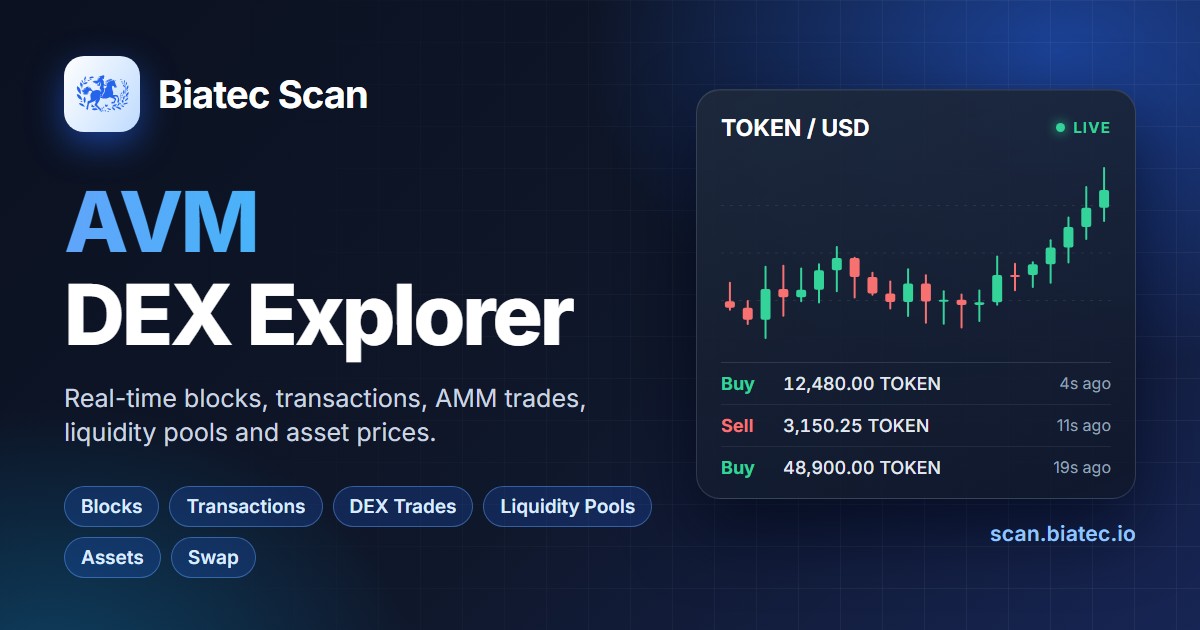 Biatec Scan
AVM
DEX Explorer
Real-time blocks, transactions, AMM trades,
liquidity pools and asset prices.
Blocks Transactions DEX Trades Liquidity Pools
Assets Swap
TOKEN / USD LIVE
Buy 12,480.00 TOKEN 4s ago
Sell 3,150.25 TOKEN 11s ago
Buy 48,900.00 TOKEN 19s ago
scan.biatec.io